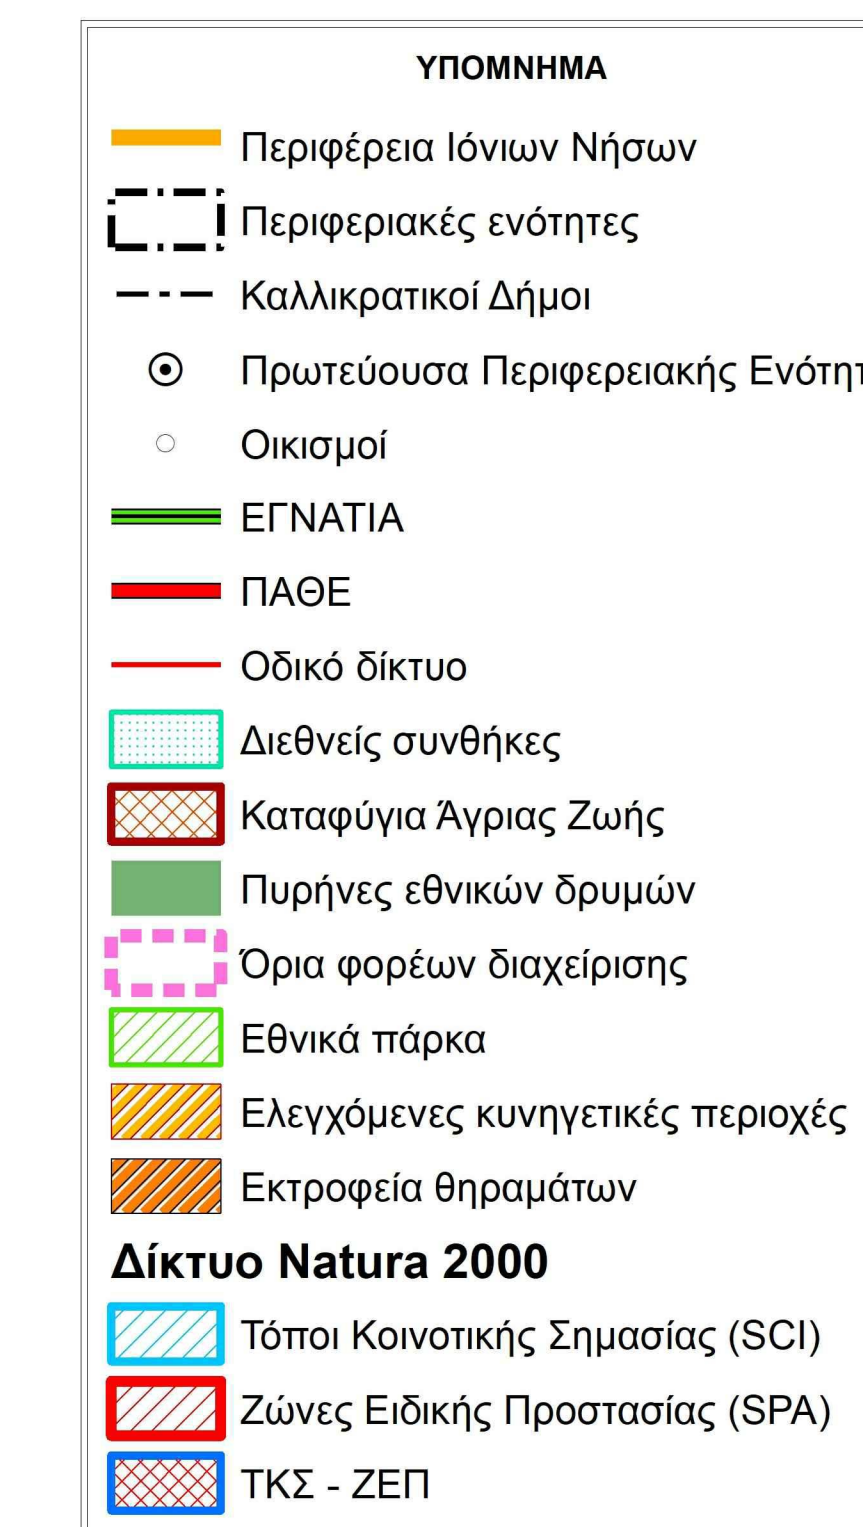 ΥΠΟΜΝΗΜΑ
Περιφέρεια Ιόνιων Νήσων
Περιφεριακές ενότητες
Καλλικρατικοί Δήμοι
Πρωτεύουσα Περιφερειακής Ενότητ
Οικισμοί
ΕΓΝΑΤΙΑ
ΠΑΘΕ
Οδικό δίκτυο
Διεθνείς συνθήκες
Καταφύγια Άγριας Ζωής
Πυρήνες εθνικών δρυμών
Όρια φορέων διαχείρισης
Εθνικά πάρκα
Ελεγχόμενες κυνηγετικές περιοχές
Εκτροφεία θηραμάτων
Δίκτυο Natura 2000
Τόποι Κοινοτικής Σημασίας (SCI)
Ζώνες Ειδικής Προστασίας (SPA)
ΤΚΣ - ΖΕΠ